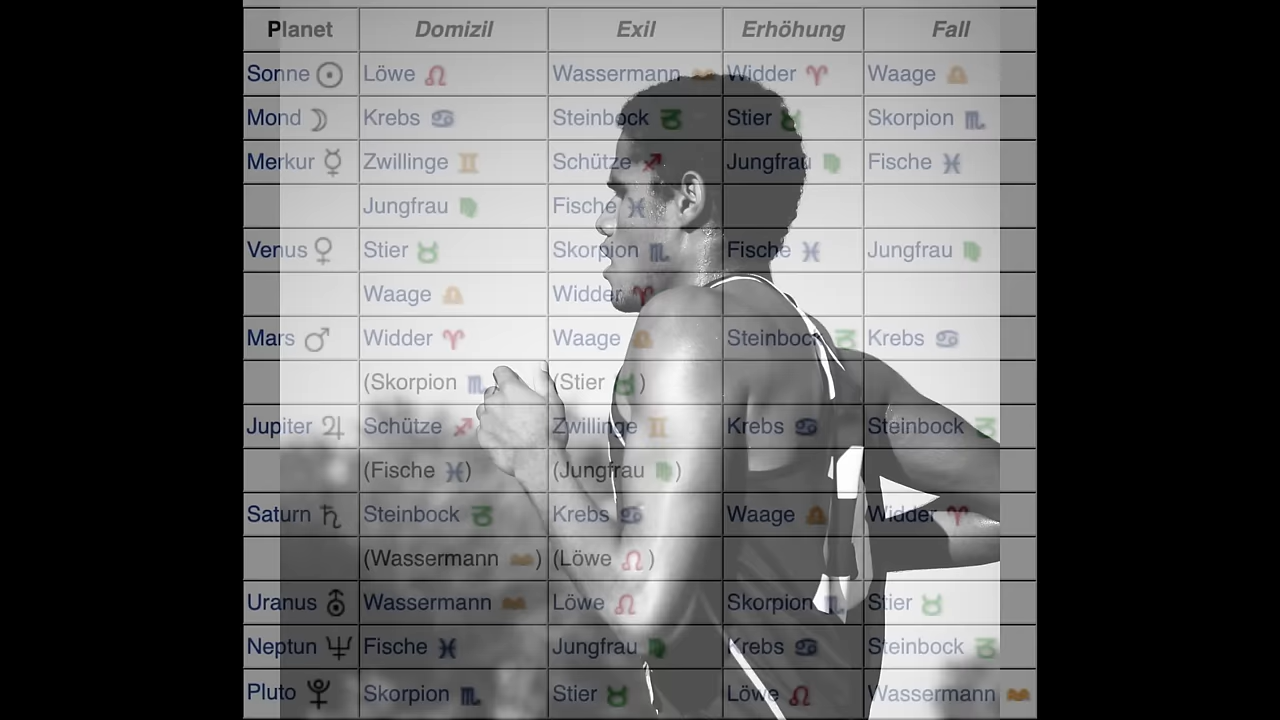 Planet Domizil Exil Erhöhung Fall
Sonne ☉ Löwe ♌ Wassermann ♒ Widder ♈ Waage ♎
Mond ☽ Krebs ♋ Steinbock ♑ Stier ♉ Skorpion ♏
Merkur ☿ Zwillinge ♊ Schütze ♐ Jungfrau ♍ Fische ♓
Jungfrau ♍ Fische ♓
Venus ♀ Stier ♉ Skorpion ♏ Fische ♓ Jungfrau ♍
Waage ♎ Widder ♈
Mars ♂ Widder ♈ Waage ♎ Steinbock ♑ Krebs ♋
(Skorpion ♏) (Stier ♉)
Jupiter ♃ Schütze ♐ Zwillinge ♊ Krebs ♋ Steinbock ♑
(Fische ♓) (Jungfrau ♍)
Saturn ♄ Steinbock ♑ Krebs ♋ Waage ♎ Widder ♈
(Wassermann ♒) (Löwe ♌)
Uranus ⛢ Wassermann ♒ Löwe ♌ Skorpion ♏ Stier ♉
Neptun ♆ Fische ♓ Jungfrau ♍ Krebs ♋ Steinbock ♑
Pluto ⯓ Skorpion ♏ Stier ♉ Löwe ♌ Wassermann ♒